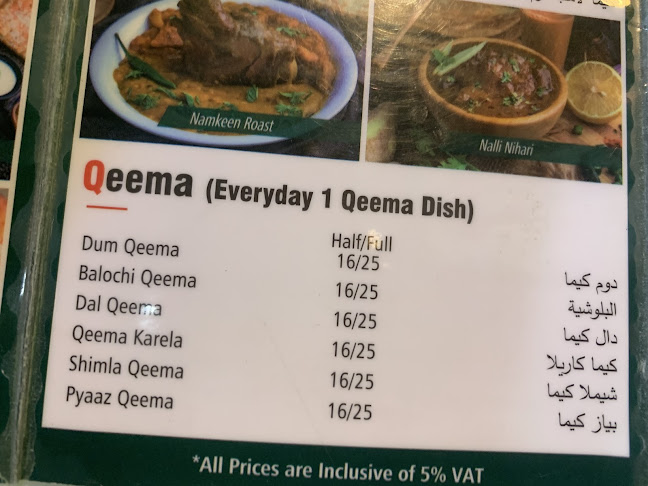 Namkeen Roast
Nalli Nihari
Qeema (Everyday 1 Qeema Dish)
Half/Full
Dum Qeema 16/25 دوم كيما
Balochi Qeema 16/25 البلوشية
Dal Qeema 16/25 دال كيما
Qeema Karela 16/25 كيما كاريلا
Shimla Qeema 16/25 شيملا كيما
Pyaaz Qeema 16/25 بياز كيما
*All Prices are Inclusive of 5% VAT